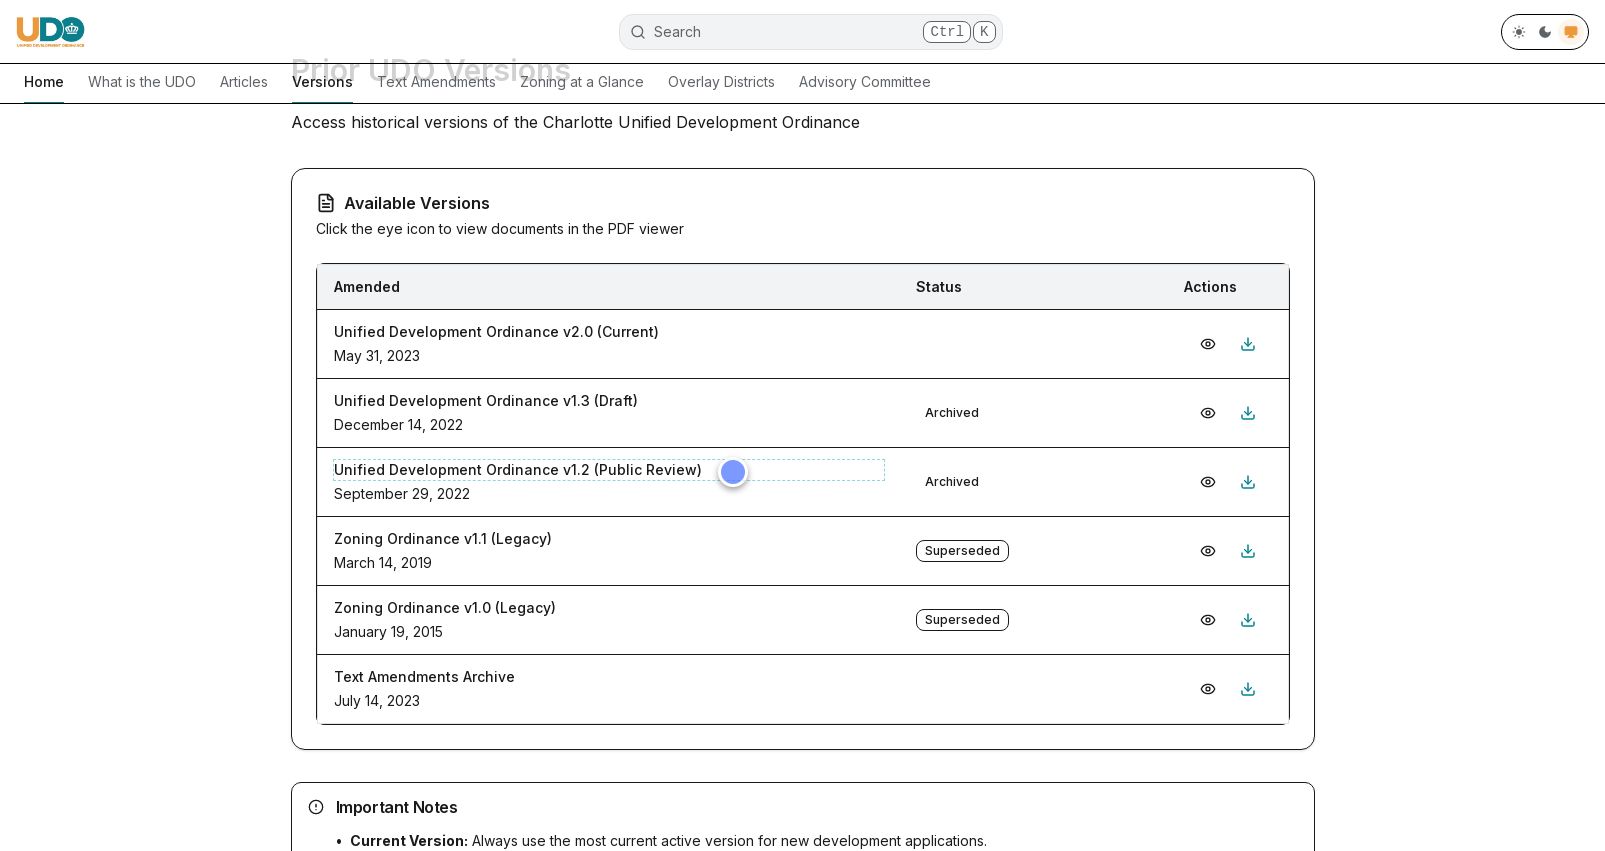 UDO
UNIFIED DEVELOPMENT ORDINANCE
Search
Ctrl K
Prior UDO Versions
Home What is the UDO Articles Versions Text Amendments Zoning at a Glance Overlay Districts Advisory Committee
Access historical versions of the Charlotte Unified Development Ordinance
Available Versions
Click the eye icon to view documents in the PDF viewer
Amended Status Actions
Unified Development Ordinance v2.0 (Current)
May 31, 2023
Unified Development Ordinance v1.3 (Draft)
December 14, 2022
Archived
Unified Development Ordinance v1.2 (Public Review)
September 29, 2022
Archived
Zoning Ordinance v1.1 (Legacy)
March 14, 2019
Superseded
Zoning Ordinance v1.0 (Legacy)
January 19, 2015
Superseded
Text Amendments Archive
July 14, 2023
Important Notes
• Current Version: Always use the most current active version for new development applications.